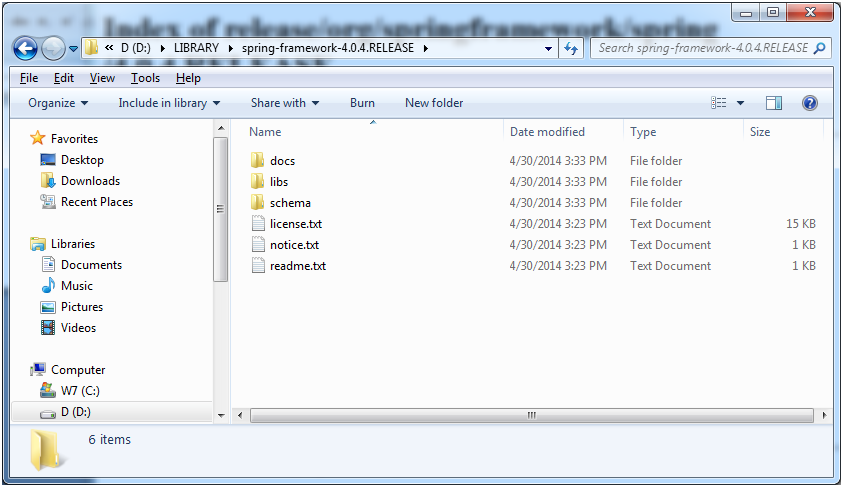 Index of release/org/springframework/spring
/4.0.4.RELEASE
« D (D:) ▸ LIBRARY ▸ spring-framework-4.0.4.RELEASE ▸
Search spring-framework-4.0.4.RELEASE
File Edit View Tools Help
Organize Include in library Share with Burn New folder
Name Date modified Type Size
Favorites
Desktop
Downloads
Recent Places
Libraries
Documents
Music
Pictures
Videos
Computer
W7 (C:)
D (D:)
docs 4/30/2014 3:33 PM File folder
libs 4/30/2014 3:33 PM File folder
schema 4/30/2014 3:33 PM File folder
license.txt 4/30/2014 3:23 PM Text Document 15 KB
notice.txt 4/30/2014 3:23 PM Text Document 1 KB
readme.txt 4/30/2014 3:23 PM Text Document 1 KB
6 items